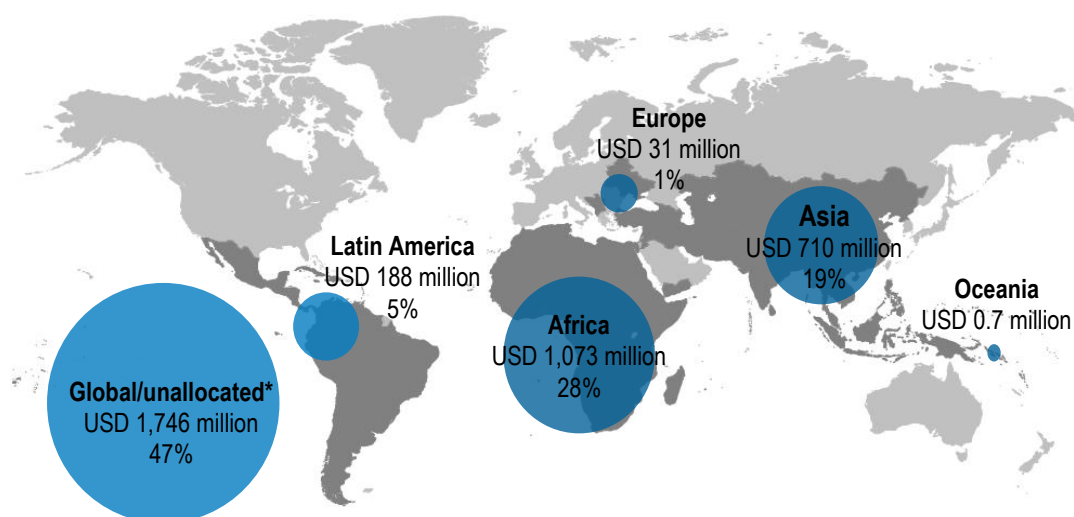 Europe
USD 31 million
1%
Latin America
USD 188 million
5%
Asia
USD 710 million
19%
Oceania
USD 0.7 million
Africa
USD 1,073 million
28%
Global/unallocated*
USD 1,746 million
47%